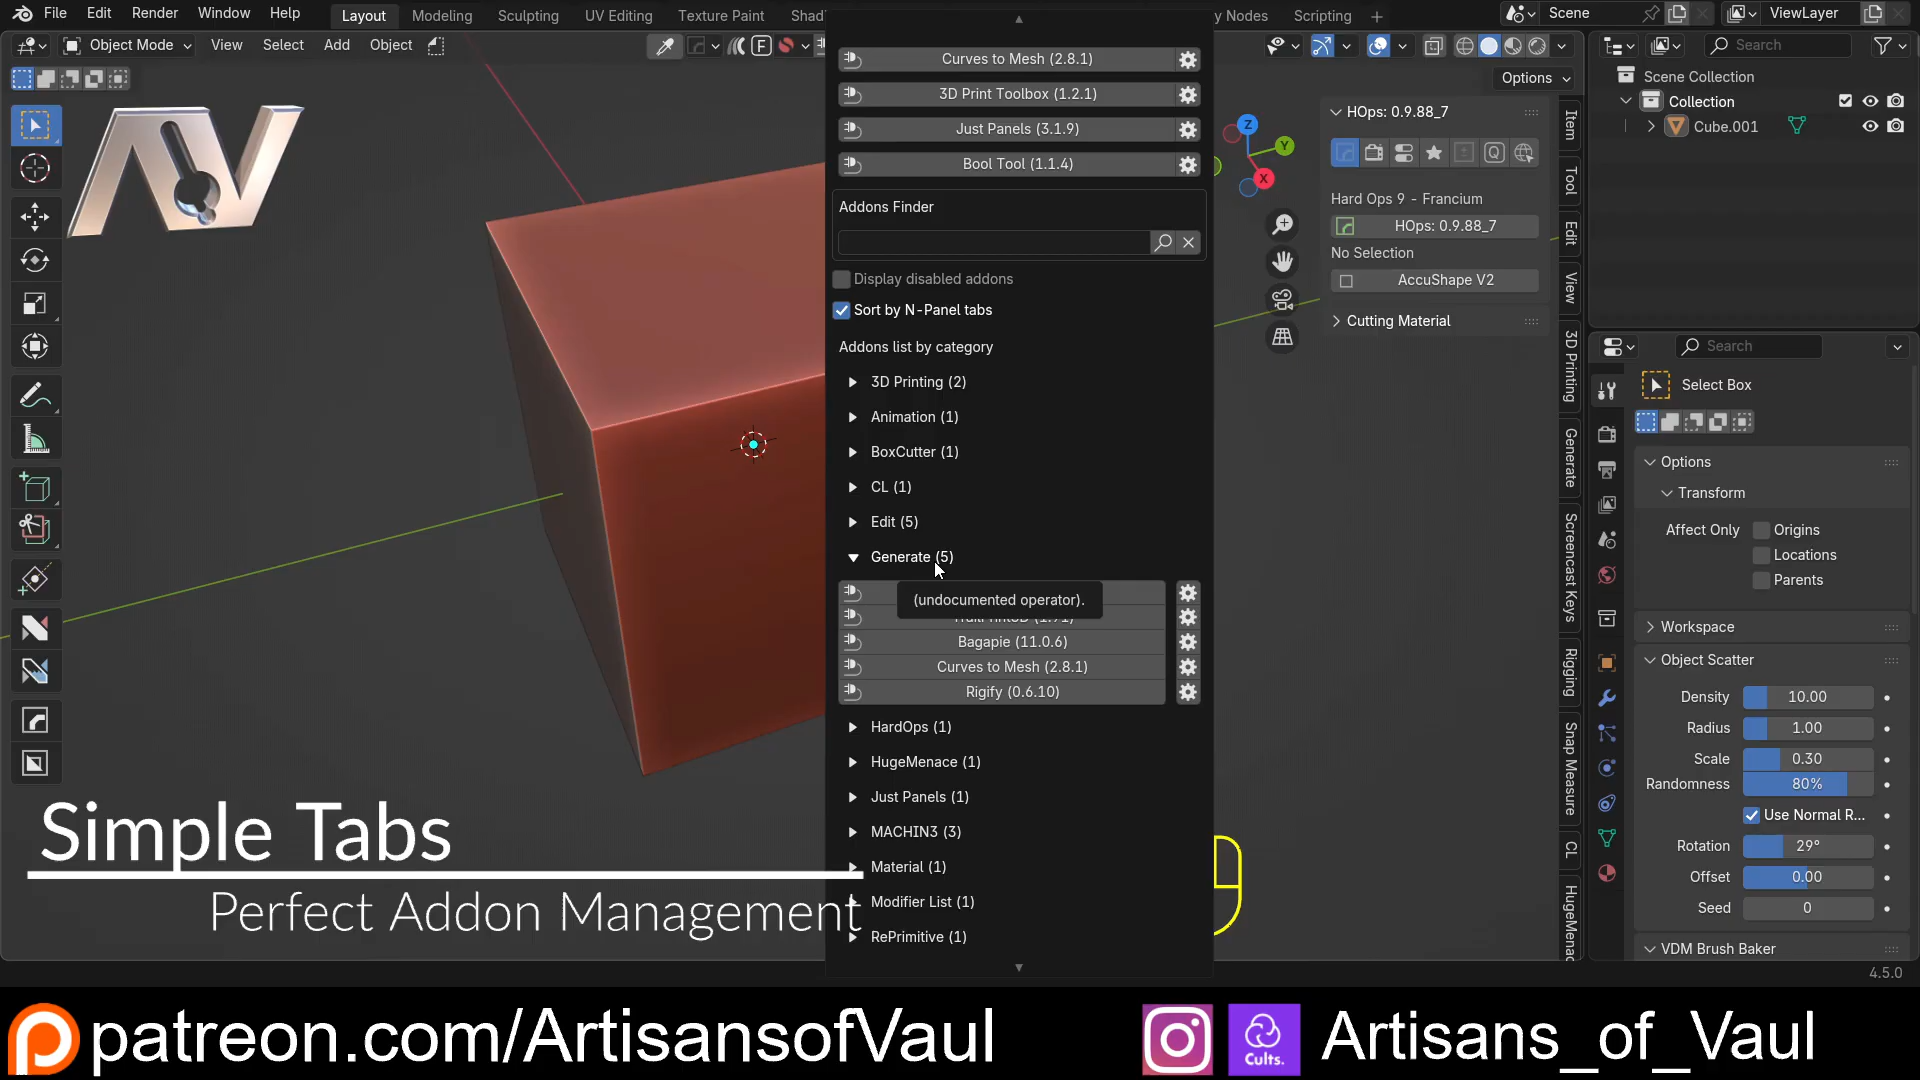 File Edit Render Window Help Layout Modeling Sculpting UV Editing Texture Paint Shad y Nodes Scripting + Scene ViewLayer
Object Mode View Select Add Object
Options
Search
AV
Curves to Mesh (2.8.1)
3D Print Toolbox (1.2.1)
Just Panels (3.1.9)
Bool Tool (1.1.4)
Addons Finder
Display disabled addons
Sort by N-Panel tabs
Addons list by category
3D Printing (2)
Animation (1)
BoxCutter (1)
CL (1)
Edit (5)
Generate (5)
(undocumented operator).
Bagapie (11.0.6)
Curves to Mesh (2.8.1)
Rigify (0.6.10)
HardOps (1)
HugeMenace (1)
Just Panels (1)
MACHIN3 (3)
Material (1)
Modifier List (1)
RePrimitive (1)
Z
Y
X
HOps: 0.9.88_7
Q
Hard Ops 9 - Francium
HOps: 0.9.88_7
No Selection
AccuShape V2
Cutting Material
Item
Tool
Edit
View
3D Printing
Generate
Screencast Keys
Rigging
Snap Measure
CL
HugeMenac
Scene Collection
Collection
Cube.001
Search
Select Box
Options
Transform
Affect Only Origins
Locations
Parents
Workspace
Object Scatter
Density 10.00
Radius 1.00
Scale 0.30
Randomness 80%
Use Normal R...
Rotation 29°
Offset 0.00
Seed 0
VDM Brush Baker
4.5.0
Simple Tabs
Perfect Addon Management
patreon.com/ArtisansofVaul
Cults.
Artisans_of_Vaul